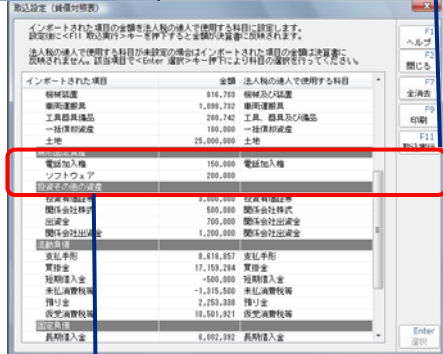 取込設定（貸借対照表）
インポートされた項目の金額を法人税の達人で使用する科目に設定します。
設定後に<F11 取込実行>キーを押下すると金額が決算書に反映されます。
法人税の達人で使用する科目が未設定の場合はインポートされた項目の金額は決算書に
反映されません。該当項目で<Enter 選択>キー押下により科目の選択を行ってください。
F1
ヘルプ
F2
閉じる
F7
全消去
F9
印刷
F11
取込実行
インポートされた項目 金額 法人税の達人で使用する科目
機械装置 816,703 機械及び装置
車両運搬具 1,098,732 車両運搬具
工具器具備品 280,742 工具、器具及び備品
一括償却資産 180,000 一括償却資産
土地 25,000,000 土地
電話加入権 150,000 電話加入権
ソフトウェア 200,000
投資その他の資産
投資有価証券 3,000,000 投資有価証券
関係会社株式 500,000 関係会社株式
出資金 700,000 関係会社出資金
関係会社出資金 1,200,000 関係会社出資金
流動負債
支払手形 8,618,857 支払手形
買掛金 17,159,284 買掛金
短期借入金 -500,000 短期借入金
未払消費税等 -1,315,500 未払消費税等
預り金 2,253,338 預り金
仮受消費税等 10,501,821 仮受消費税等
固定負債
長期借入金 6,002,392 長期借入金
Enter
選択